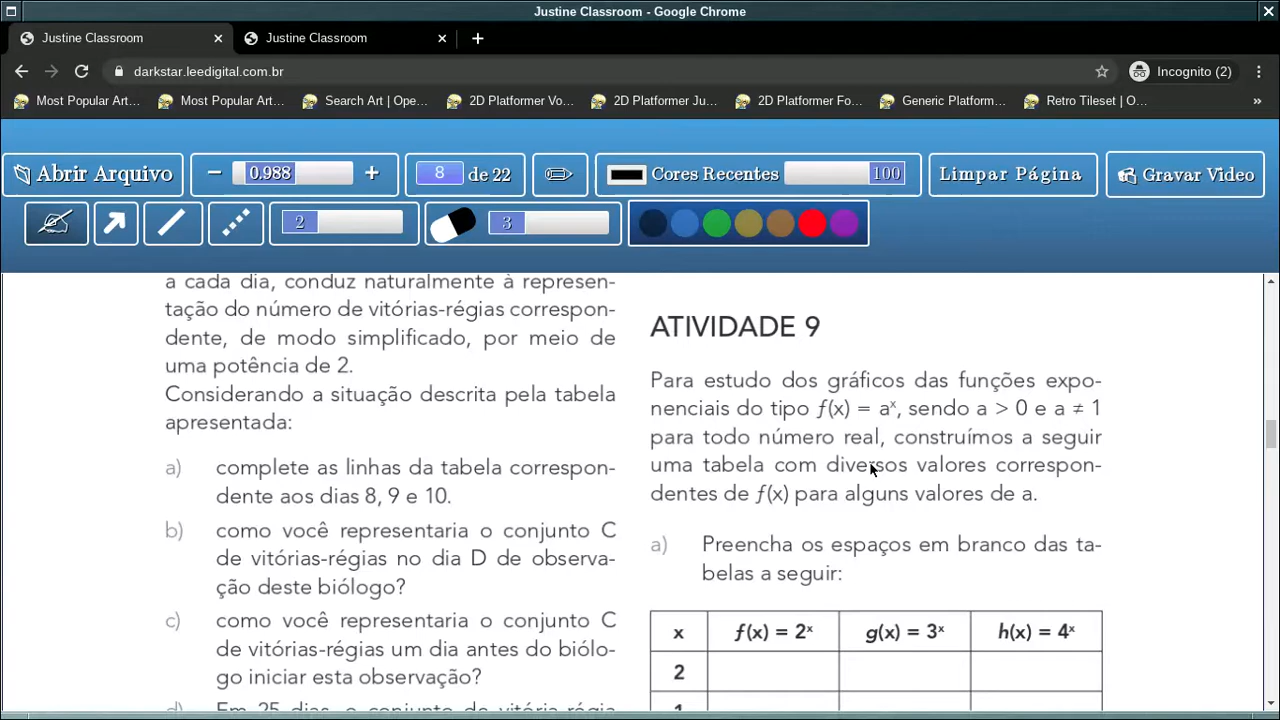 Justine Classroom - Google Chrome
Justine Classroom
Justine Classroom
darkstar.leedigital.com.br
Incognito (2)
Most Popular Art...
Most Popular Art...
Search Art | Ope...
2D Platformer Vo...
2D Platformer Ju...
2D Platformer Fo...
Generic Platform...
Retro Tileset | O...
»
Abrir Arquivo
− 0.988 +
8 de 22
Cores Recentes 100
Limpar Página
Gravar Video
2
3
a cada dia, conduz naturalmente à represen-
tação do número de vitórias-régias correspon-
dente, de modo simplificado, por meio de
uma potência de 2.
Considerando a situação descrita pela tabela
apresentada:
a) complete as linhas da tabela correspon-
dente aos dias 8, 9 e 10.
b) como você representaria o conjunto C
de vitórias-régias no dia D de observa-
ção deste biólogo?
c) como você representaria o conjunto C
de vitórias-régias um dia antes do biólo-
go iniciar esta observação?
d) Em 25 dias, o conjunto de vitória-régia
ATIVIDADE 9
Para estudo dos gráficos das funções expo-
nenciais do tipo f(x) = aˣ, sendo a > 0 e a ≠ 1
para todo número real, construímos a seguir
uma tabela com diversos valores correspon-
dentes de f(x) para alguns valores de a.
a) Preencha os espaços em branco das ta-
belas a seguir:
x f(x) = 2ˣ g(x) = 3ˣ h(x) = 4ˣ
2
1